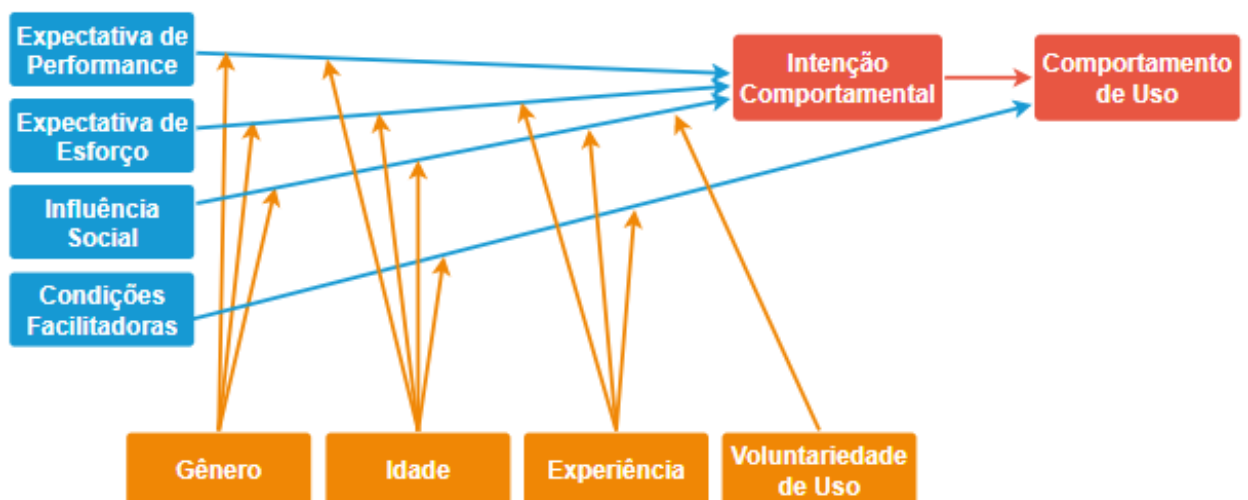 Expectativa de
Performance
Expectativa de
Esforço
Influência
Social
Condições
Facilitadoras
Intenção
Comportamental
Comportamento
de Uso
Gênero
Idade
Experiência
Voluntariedade
de Uso